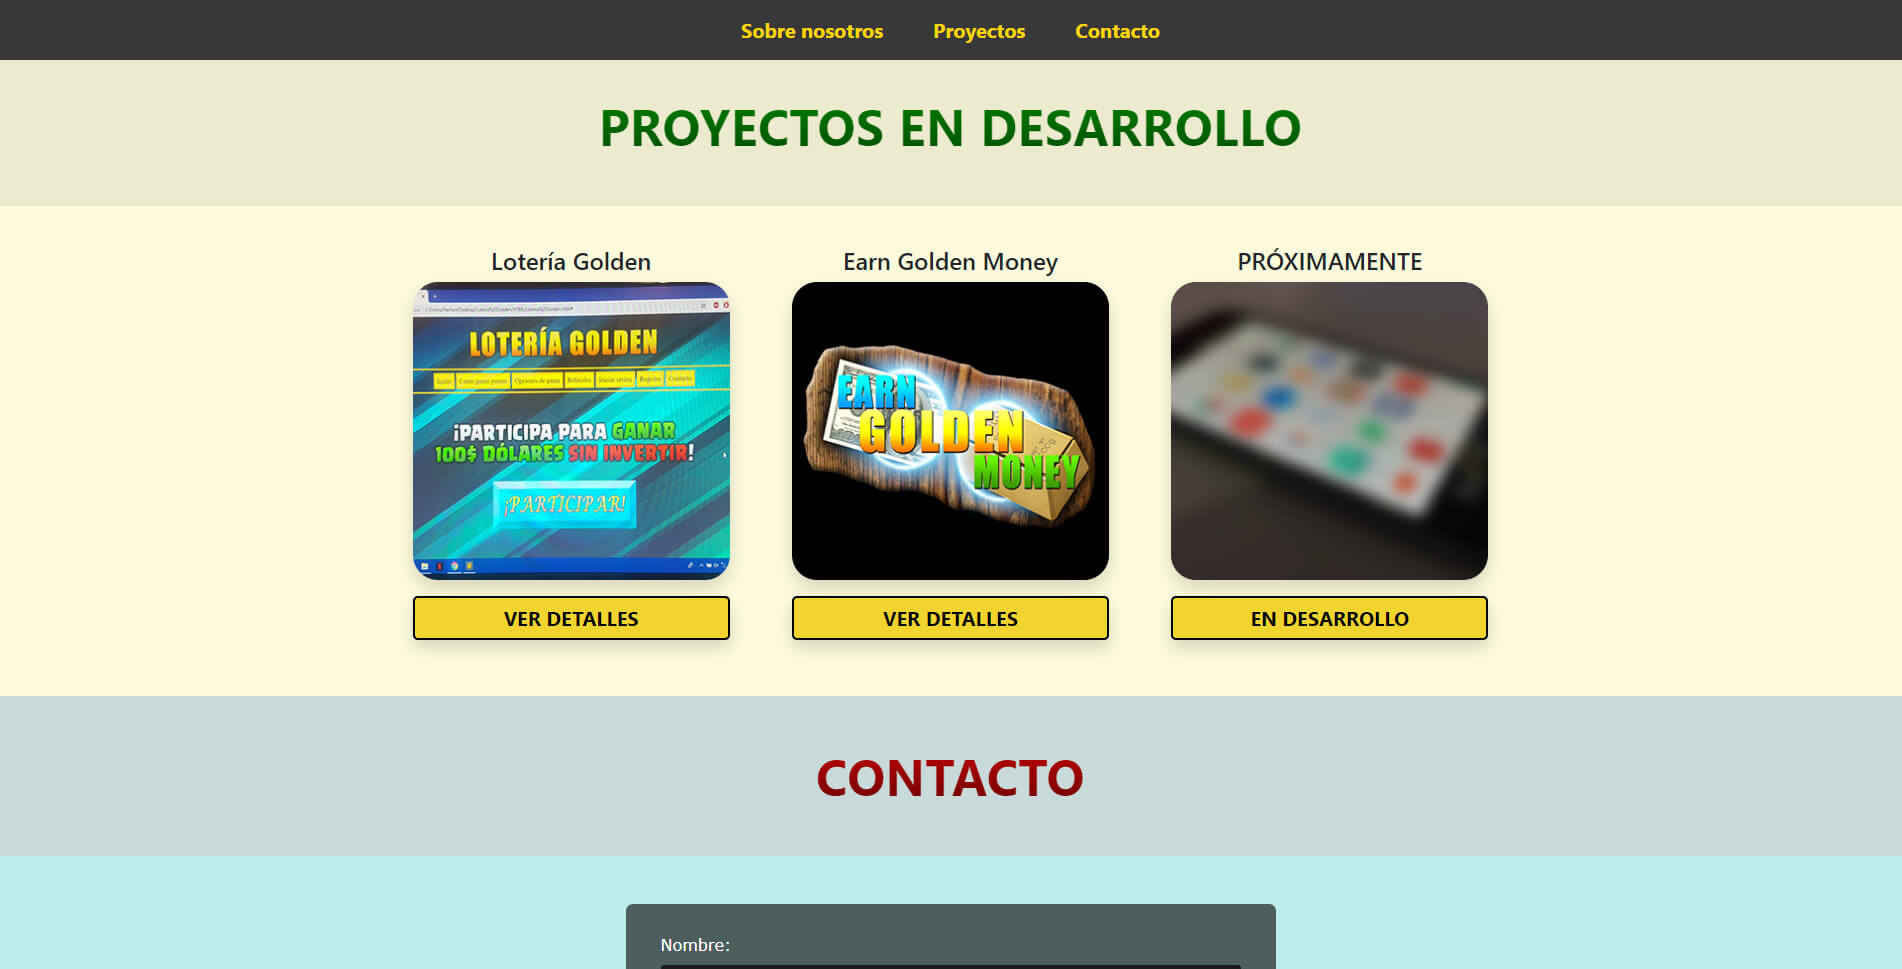 Sobre nosotros Proyectos Contacto
PROYECTOS EN DESARROLLO
Lotería Golden
Earn Golden Money
PRÓXIMAMENTE
LOTERÍA GOLDEN
Inicio Como ganar puntos Opciones de pago Referidos Iniciar sesión Registro Contacto
¡PARTICIPA PARA GANAR
100$ DÓLARES SIN INVERTIR!
¡PARTICIPAR!
EARN
GOLDEN
MONEY
VER DETALLES
VER DETALLES
EN DESARROLLO
CONTACTO
Nombre: